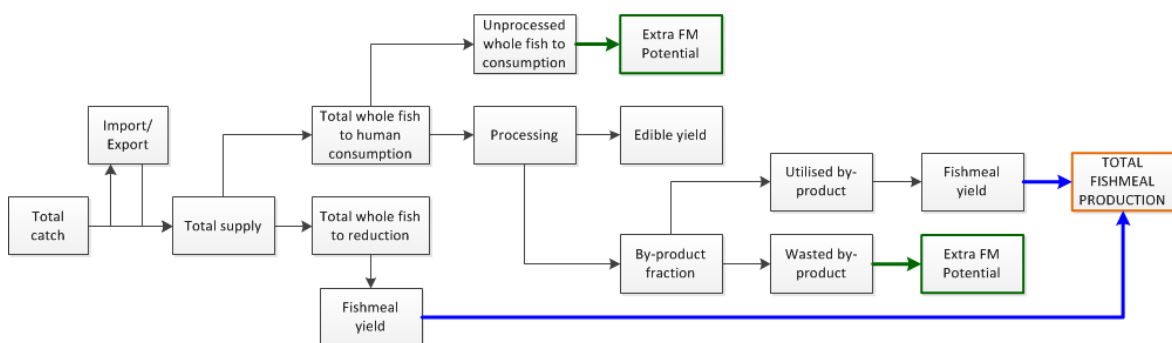 Unprocessed
whole fish to
consumption
Extra FM
Potential
Import/
Export
Total whole fish
to human
consumption
Processing
Edible yield
Utilised by-
product
Fishmeal
yield
TOTAL
FISHMEAL
PRODUCTION
Total
catch
Total supply
Total whole fish
to reduction
By-product
fraction
Wasted by-
product
Extra FM
Potential
Fishmeal
yield